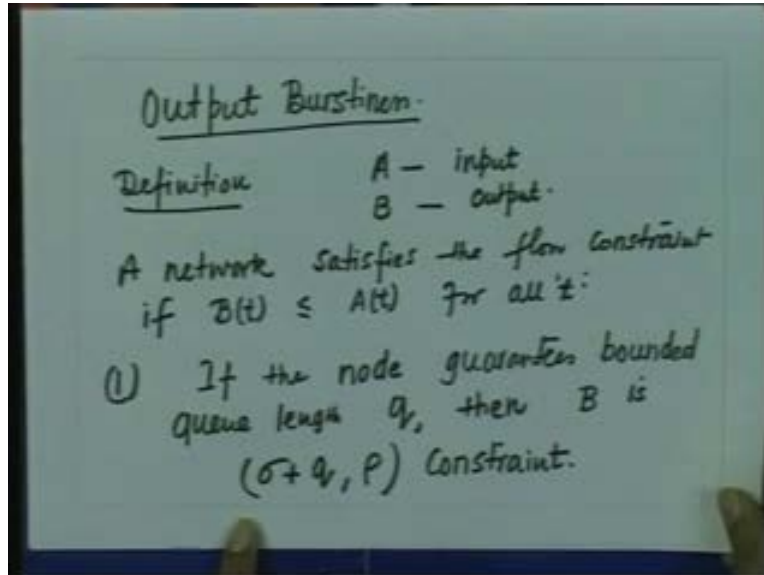 Output Burstiness.
Definition A – input
B – output.
A network satisfies the flow constraint
if B(t) ≤ A(t) for all 't'
① If the node guarantees bounded
queue length q, then B is
(σ+q, ρ) constraint.